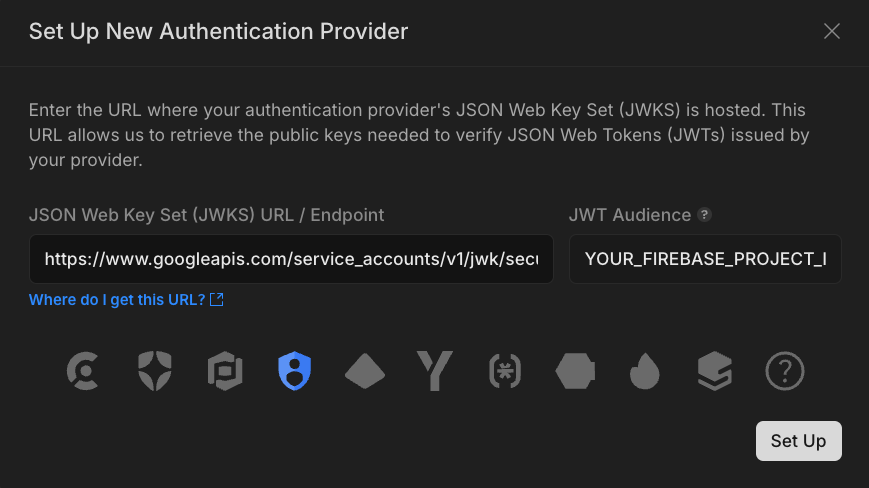 Set Up New Authentication Provider
Enter the URL where your authentication provider's JSON Web Key Set (JWKS) is hosted. This
URL allows us to retrieve the public keys needed to verify JSON Web Tokens (JWTs) issued by
your provider.
JSON Web Key Set (JWKS) URL / Endpoint
JWT Audience ?
https://www.googleapis.com/service_accounts/v1/jwk/secu
YOUR_FIREBASE_PROJECT_I
Where do I get this URL?
Set Up